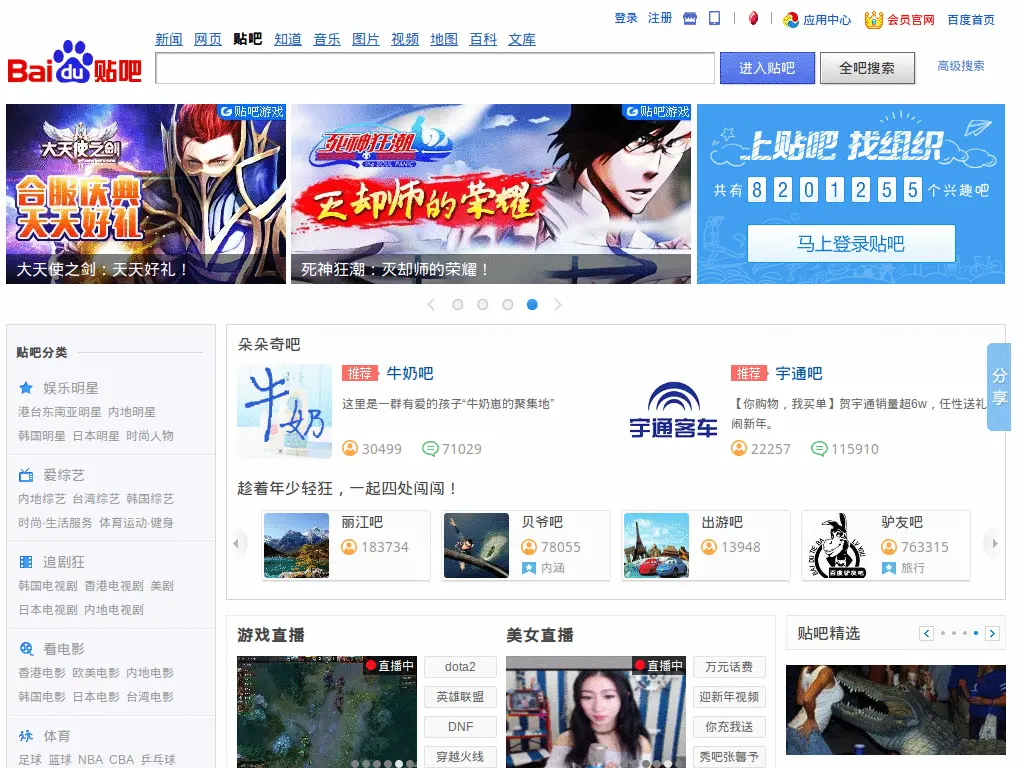 登录 注册 应用中心 会员官网 百度首页
新闻 网页 贴吧 知道 音乐 图片 视频 地图 百科 文库
Baidu贴吧
进入贴吧 全吧搜索 高级搜索
贴吧游戏
大天使之剑
合服庆典
天天好礼
大天使之剑：天天好礼！
贴吧游戏
死神狂潮
灭却师的荣耀
死神狂潮：灭却师的荣耀！
上贴吧 找组织
共有 8 2 0 1 2 5 5 个兴趣吧
马上登录贴吧
分享
贴吧分类
娱乐明星
港台东南亚明星 内地明星
韩国明星 日本明星 时尚人物
爱综艺
内地综艺 台湾综艺 韩国综艺
时尚·生活服务 体育运动·健身
追剧狂
韩国电视剧 香港电视剧 美剧
日本电视剧 内地电视剧
看电影
香港电影 欧美电影 内地电影
韩国电影 日本电影 台湾电影
体育
足球 篮球 NBA CBA 乒乓球
朵朵奇吧
牛奶
推荐 牛奶吧
这里是一群有爱的孩子“牛奶崽的聚集地”
30499 71029
宇通客车
推荐 宇通吧
【你购物，我买单】贺宇通销量超6w，任性送礼
闹新年。
22257 115910
趁着年少轻狂，一起四处闯闯！
丽江吧
183734
贝爷吧
78055
内涵
出游吧
13948
驴友吧
763315
旅行
百度驴友吧
游戏直播
直播中
dota2
英雄联盟
DNF
穿越火线
美女直播
直播中
万元话费
迎新年视频
你充我送
秀吧张馨予
贴吧精选